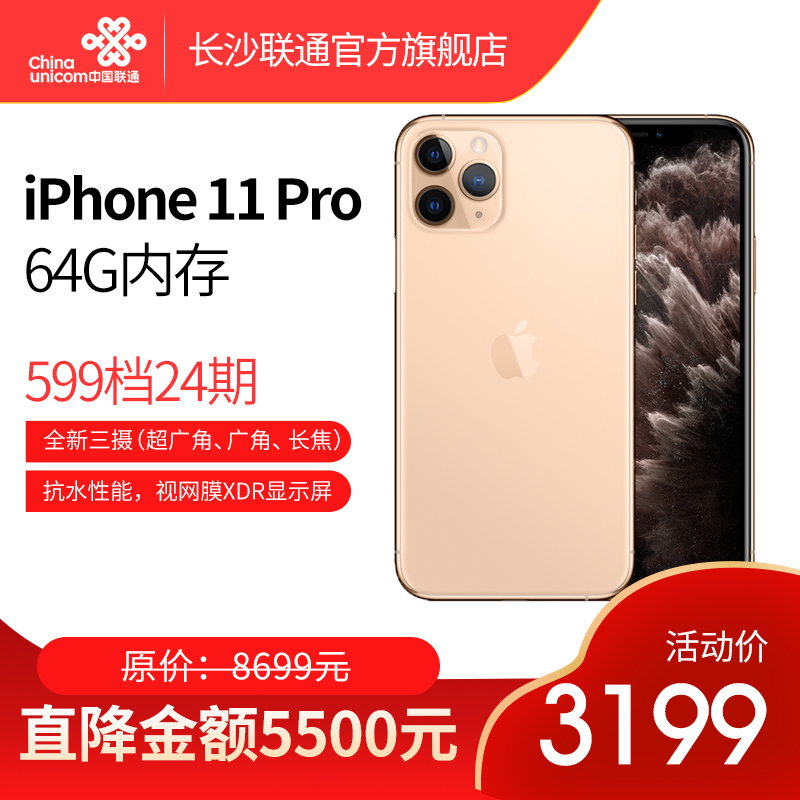 China
unicom中国联通
长沙联通官方旗舰店
iPhone 11 Pro
64G内存
599档24期
全新三摄（超广角、广角、长焦）
抗水性能，视网膜XDR显示屏
原价：8699元
直降金额5500元
活动价
3199